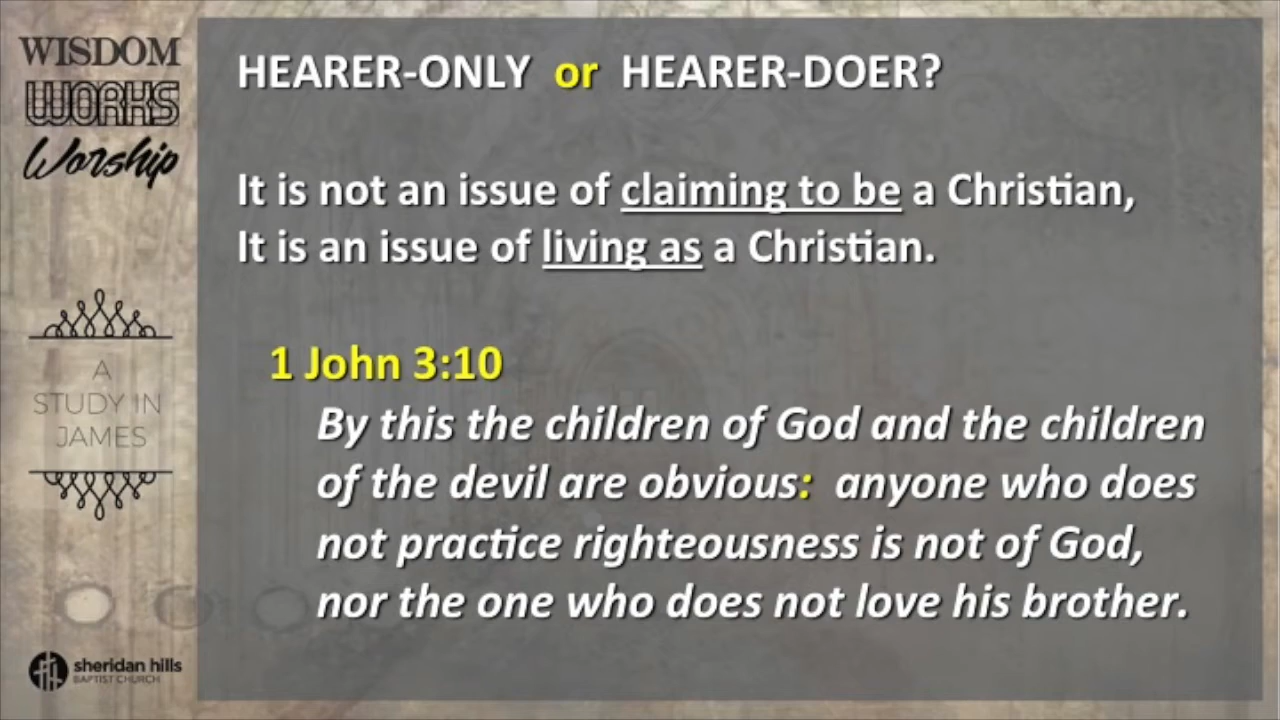 WISDOM
WORKS
Worship
A
STUDY IN
JAMES
sheridan hills
BAPTIST CHURCH
HEARER-ONLY or HEARER-DOER?
It is not an issue of claiming to be a Christian,
It is an issue of living as a Christian.
1 John 3:10
By this the children of God and the children
of the devil are obvious: anyone who does
not practice righteousness is not of God,
nor the one who does not love his brother.